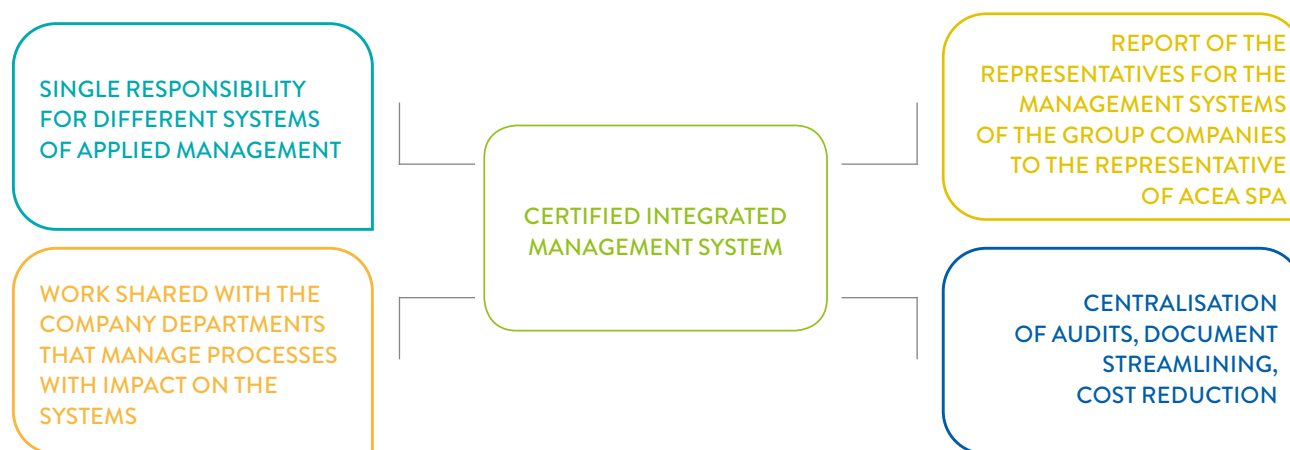 SINGLE RESPONSIBILITY
FOR DIFFERENT SYSTEMS
OF APPLIED MANAGEMENT
WORK SHARED WITH THE
COMPANY DEPARTMENTS
THAT MANAGE PROCESSES
WITH IMPACT ON THE
SYSTEMS
CERTIFIED INTEGRATED
MANAGEMENT SYSTEM
REPORT OF THE
REPRESENTATIVES FOR THE
MANAGEMENT SYSTEMS
OF THE GROUP COMPANIES
TO THE REPRESENTATIVE
OF ACEA SPA
CENTRALISATION
OF AUDITS, DOCUMENT
STREAMLINING,
COST REDUCTION